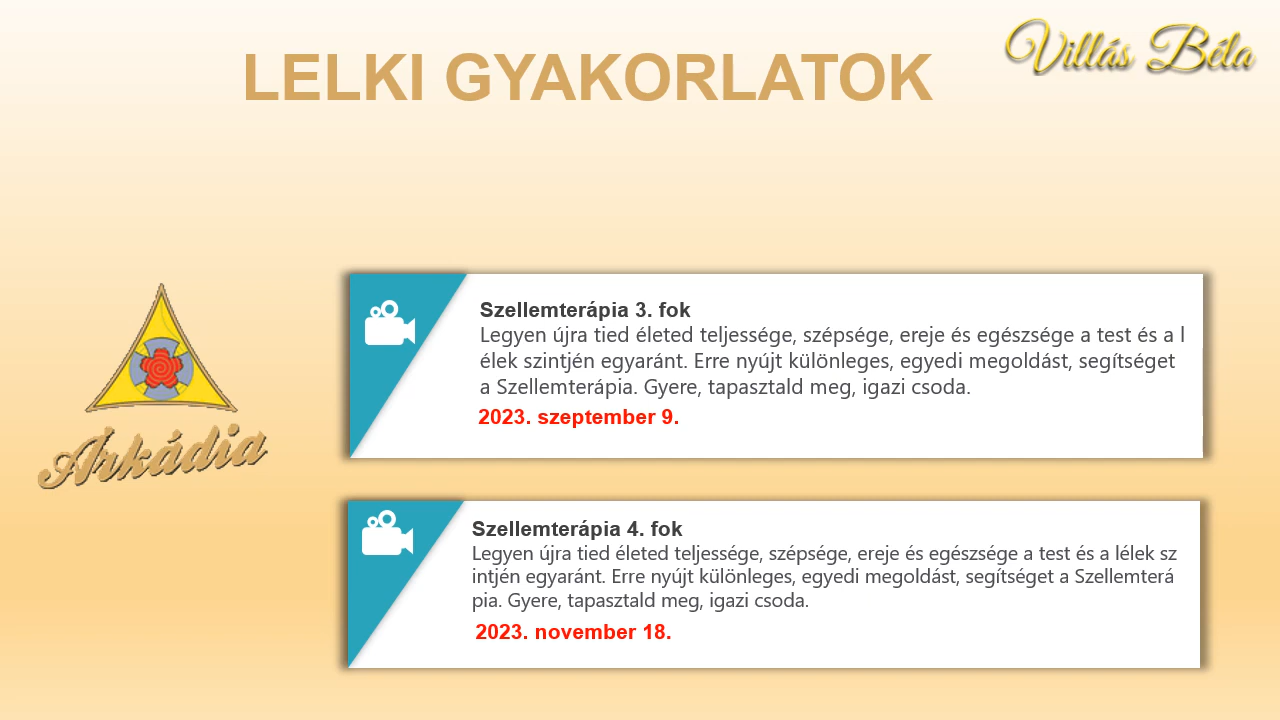 LELKI GYAKORLATOK
Villás Béla
Arkádia
Szellemterápia 3. fok
Legyen újra tied életed teljessége, szépsége, ereje és egészsége a test és a l
élek szintjén egyaránt. Erre nyújt különleges, egyedi megoldást, segítséget
a Szellemterápia. Gyere, tapasztald meg, igazi csoda.
2023. szeptember 9.
Szellemterápia 4. fok
Legyen újra tied életed teljessége, szépsége, ereje és egészsége a test és a lélek sz
intjén egyaránt. Erre nyújt különleges, egyedi megoldást, segítséget a Szellemterá
pia. Gyere, tapasztald meg, igazi csoda.
2023. november 18.